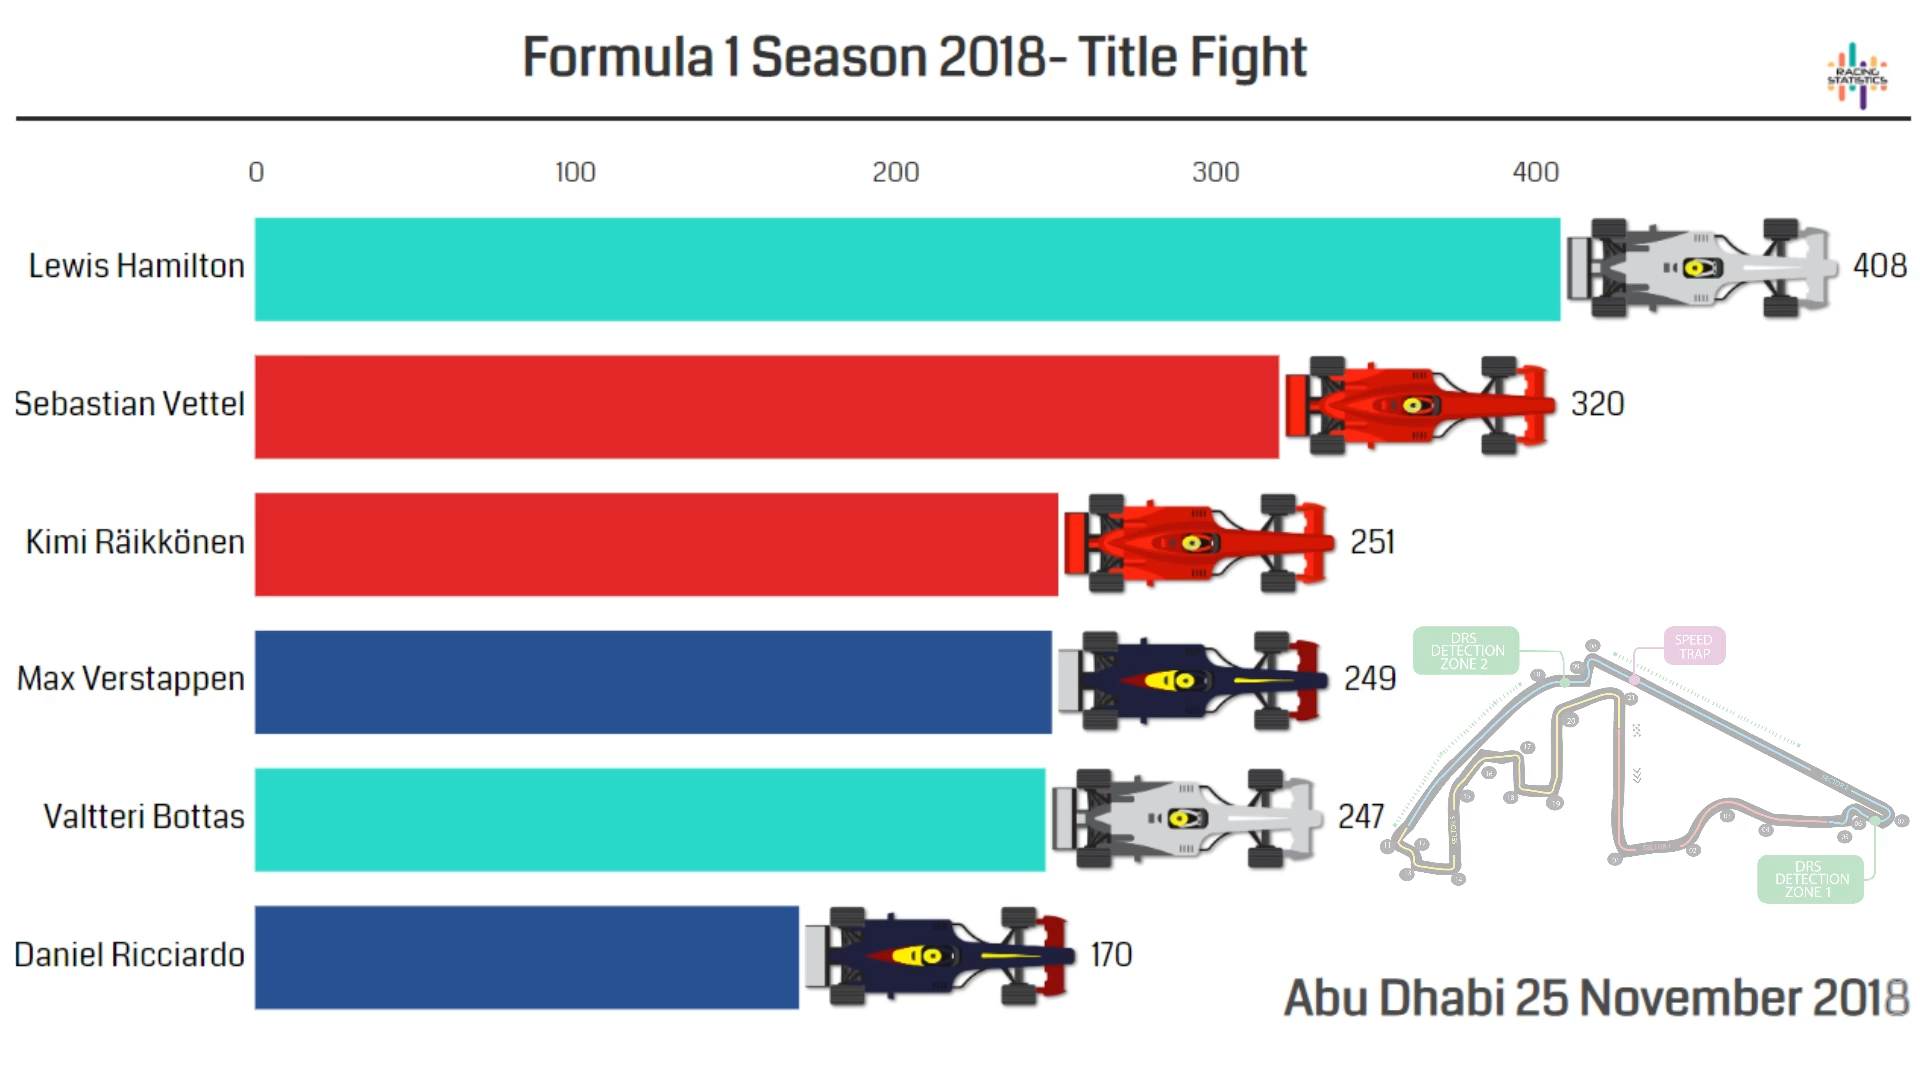 Formula 1 Season 2018- Title Fight
RACING
STATISTICS
0 100 200 300 400
Lewis Hamilton 408
Sebastian Vettel 320
Kimi Räikkönen 251
Max Verstappen 249
Valtteri Bottas 247
Daniel Ricciardo 170
DRS
DETECTION
ZONE 2
SPEED
TRAP
DRS
DETECTION
ZONE 1
Abu Dhabi 25 November 2018